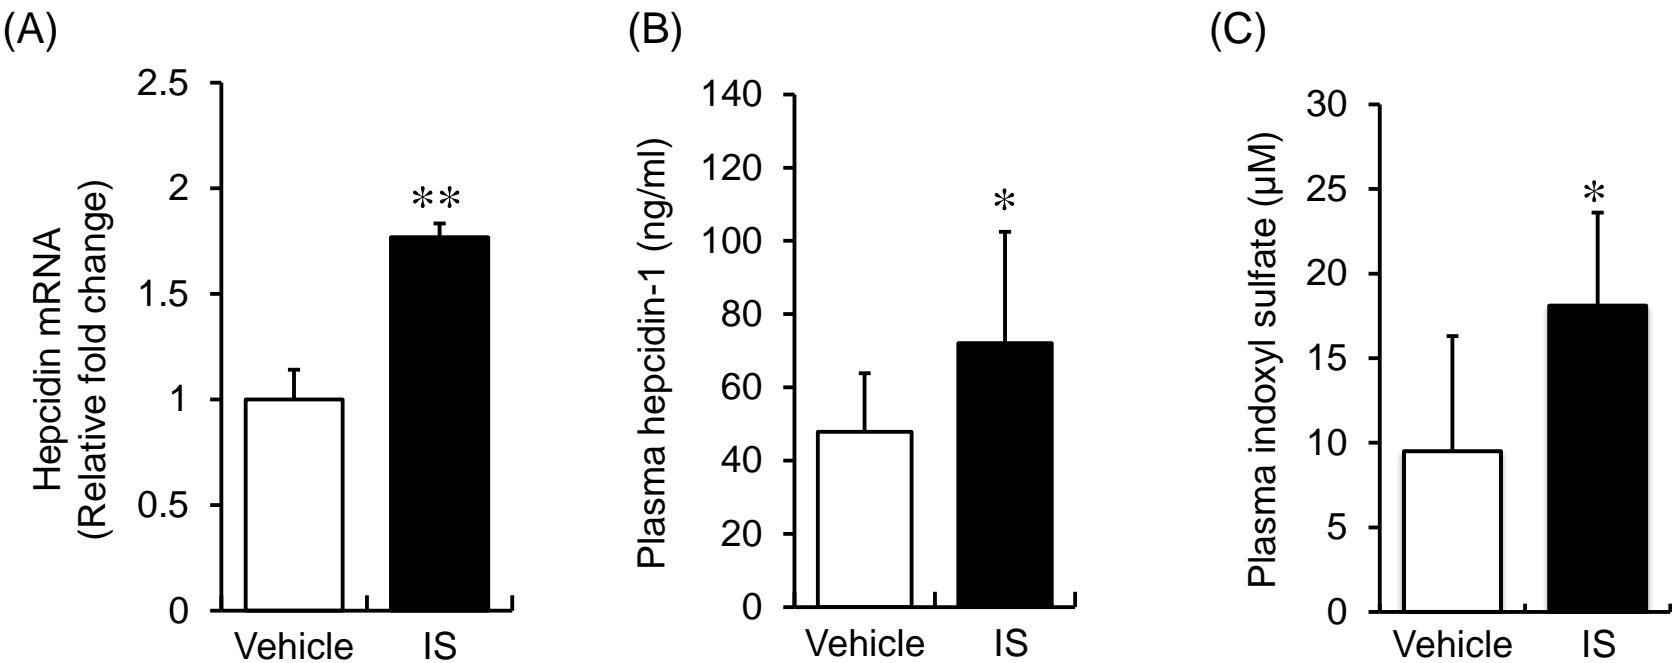 (A)
Hepcidin mRNA
(Relative fold change)
2.5
2
1.5
1
0.5
0
**
Vehicle
IS
(B)
Plasma hepcidin-1 (ng/ml)
140
120
100
80
60
40
20
0
*
Vehicle
IS
(C)
Plasma indoxyl sulfate (μM)
30
25
20
15
10
5
0
*
Vehicle
IS